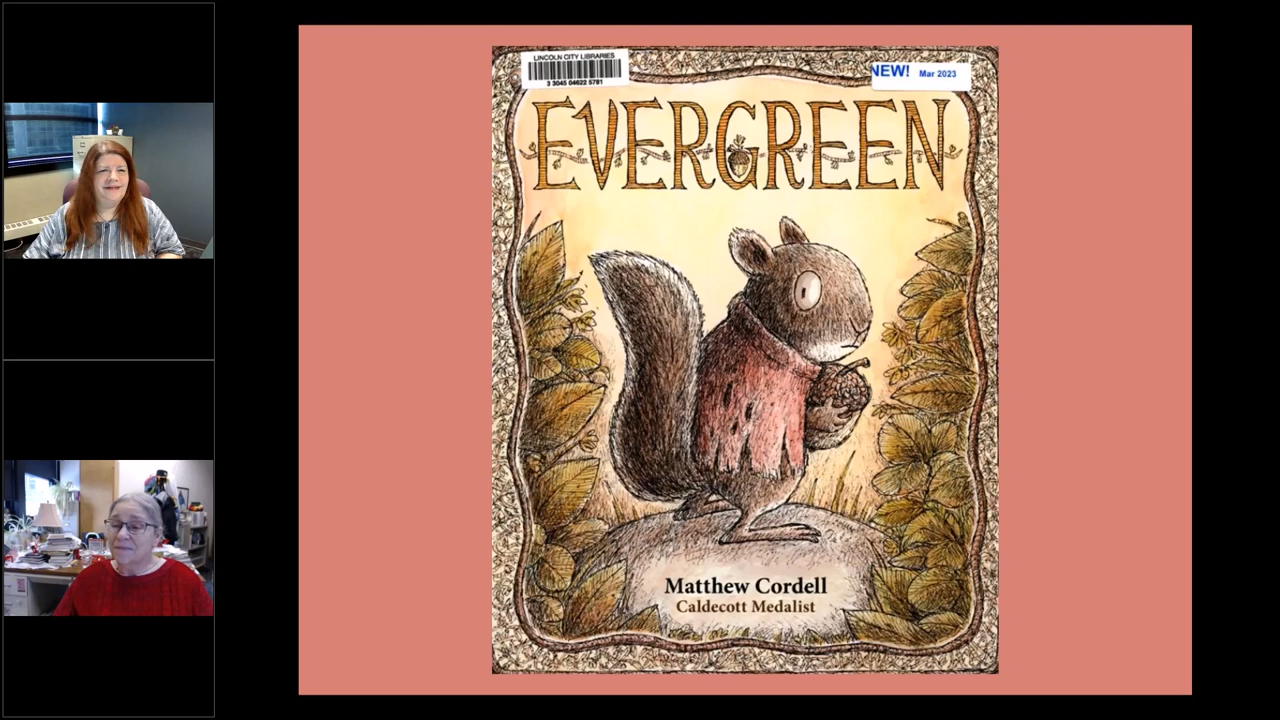 LINCOLN CITY LIBRARIES
3 3045 04622 5781
NEW! Mar 2023
EVERGREEN
Matthew Cordell
Caldecott Medalist